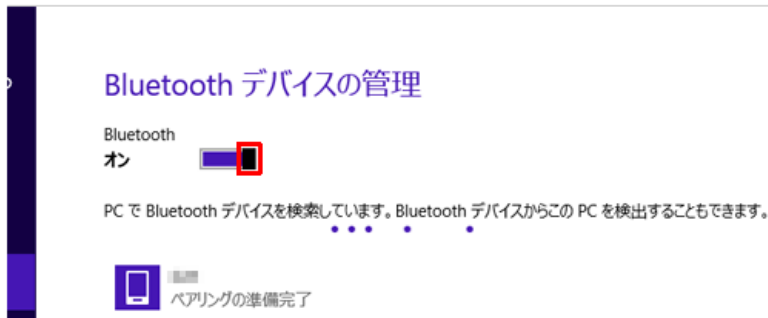 Bluetooth デバイスの管理
Bluetooth
オン
PC で Bluetooth デバイスを検索しています。Bluetooth デバイスからこの PC を検出することもできます。
ペアリングの準備完了